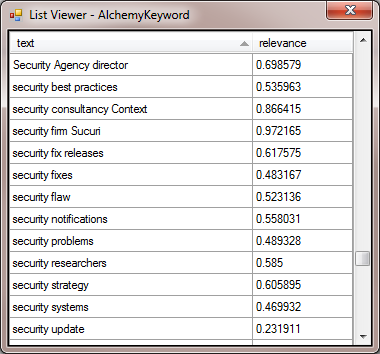 List Viewer - AlchemyKeyword
text relevance
Security Agency director 0.698579
security best practices 0.535963
security consultancy Context 0.866415
security firm Sucuri 0.972165
security fix releases 0.617575
security fixes 0.483167
security flaw 0.523136
security notifications 0.558031
security problems 0.489328
security researchers 0.585
security strategy 0.605895
security systems 0.469932
security update 0.231911